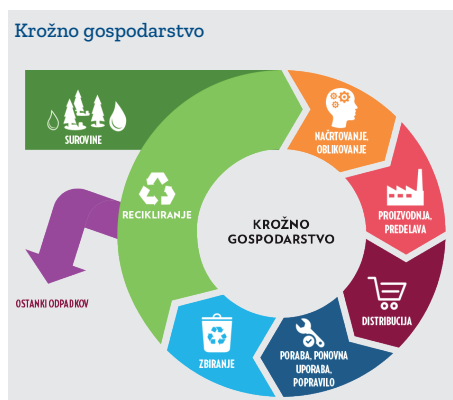 Krožno gospodarstvo
SUROVINE
NAČRTOVANJE,
OBLIKOVANJE
RECIKLIRANJE
PROIZVODNJA,
PREDELAVA
KROŽNO
GOSPODARSTVO
OSTANKI ODPADKOV
DISTRIBUCIJA
ZBIRANJE
PORABA, PONOVNA
UPORABA,
POPRAVILO